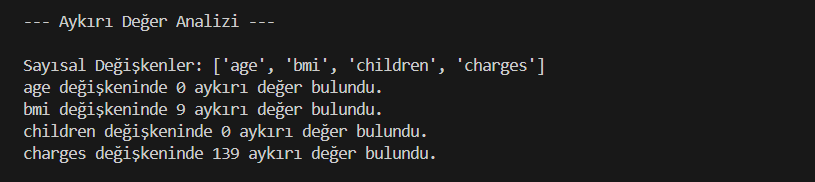 --- Aykırı Değer Analizi ---
Sayısal Değişkenler: ['age', 'bmi', 'children', 'charges']
age değişkeninde 0 aykırı değer bulundu.
bmi değişkeninde 9 aykırı değer bulundu.
children değişkeninde 0 aykırı değer bulundu.
charges değişkeninde 139 aykırı değer bulundu.